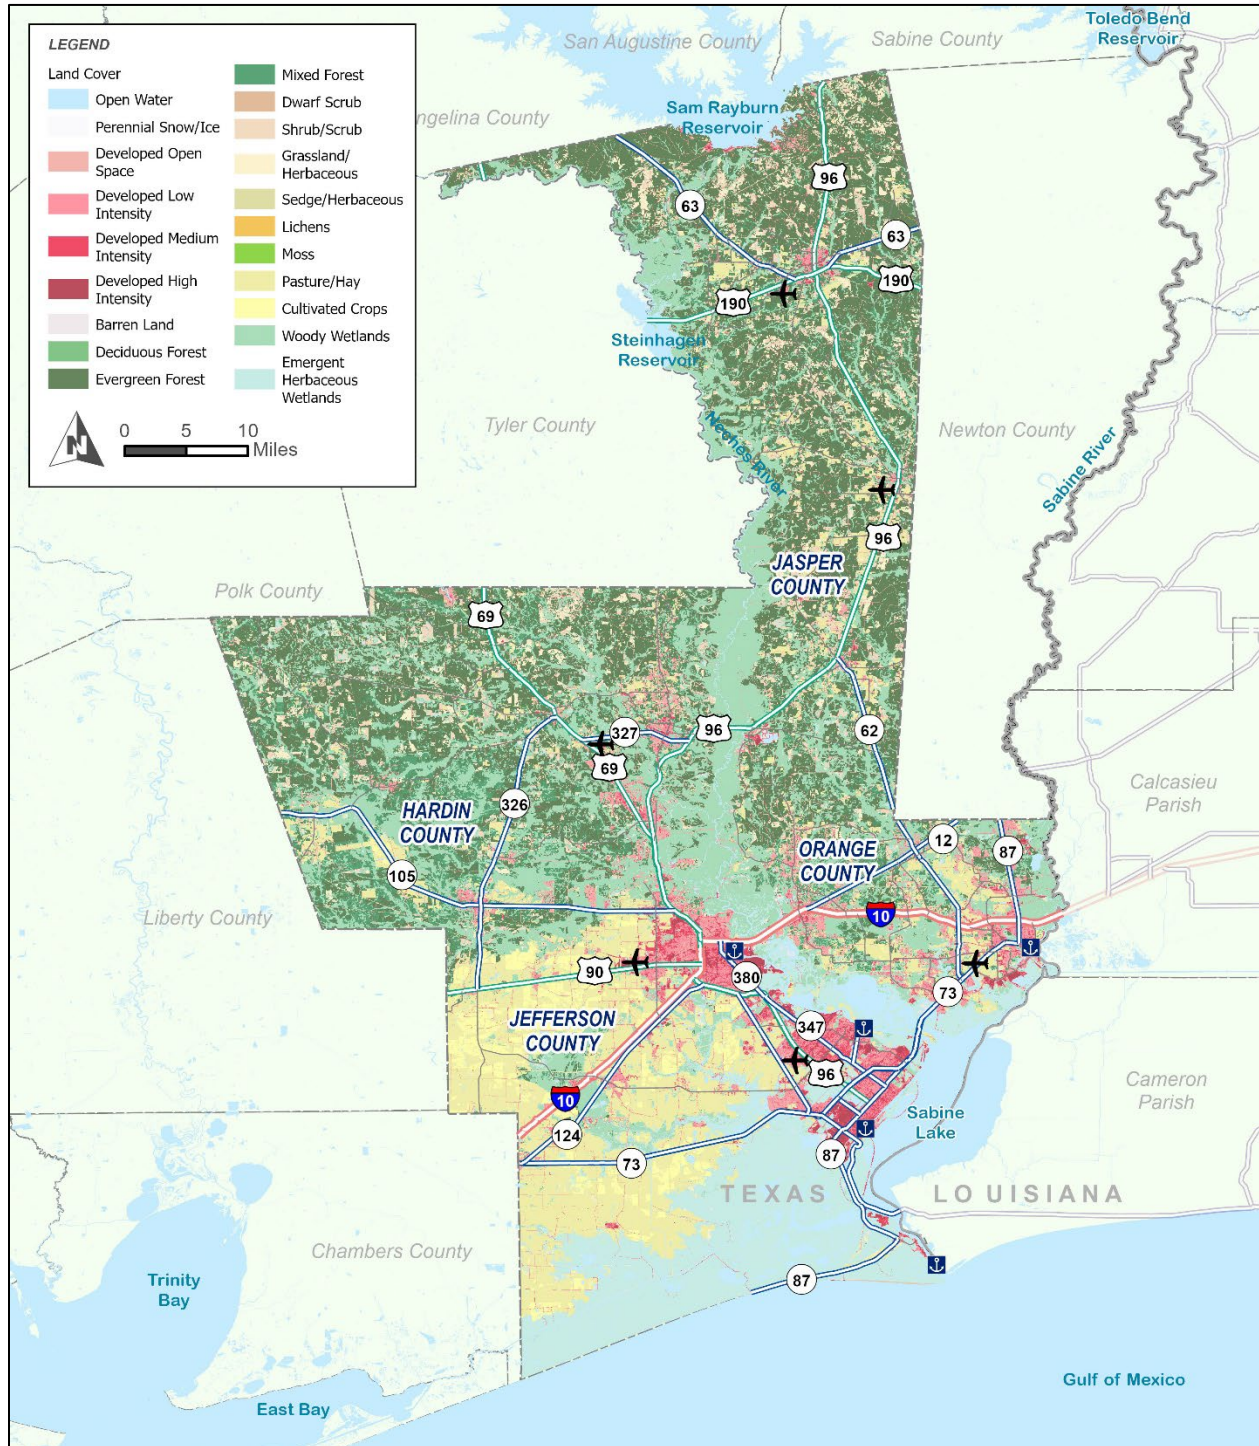 LEGEND
Land Cover
Open Water
Perennial Snow/Ice
Developed Open
Space
Developed Low
Intensity
Developed Medium
Intensity
Developed High
Intensity
Barren Land
Deciduous Forest
Evergreen Forest
Mixed Forest
Dwarf Scrub
Shrub/Scrub
Grassland/
Herbaceous
Sedge/Herbaceous
Lichens
Moss
Pasture/Hay
Cultivated Crops
Woody Wetlands
Emergent
Herbaceous
Wetlands
N
0 5 10
Miles
San Augustine County
Sabine County
Toledo Bend
Reservoir
ngelina County
Sam Rayburn
Reservoir
96
63
63
190
190
Steinhagen
Reservoir
Tyler County
Neches River
Newton County
Sabine River
96
JASPER
COUNTY
Polk County
69
327
96
62
69
Calcasieu
Parish
HARDIN
COUNTY
326
ORANGE
COUNTY
12
87
105
Liberty County
10
90
380
73
JEFFERSON
COUNTY
347
96
10
Cameron
Parish
Sabine
Lake
124
73
87
TEXAS
LOUISIANA
Chambers County
Trinity
Bay
87
Gulf of Mexico
East Bay